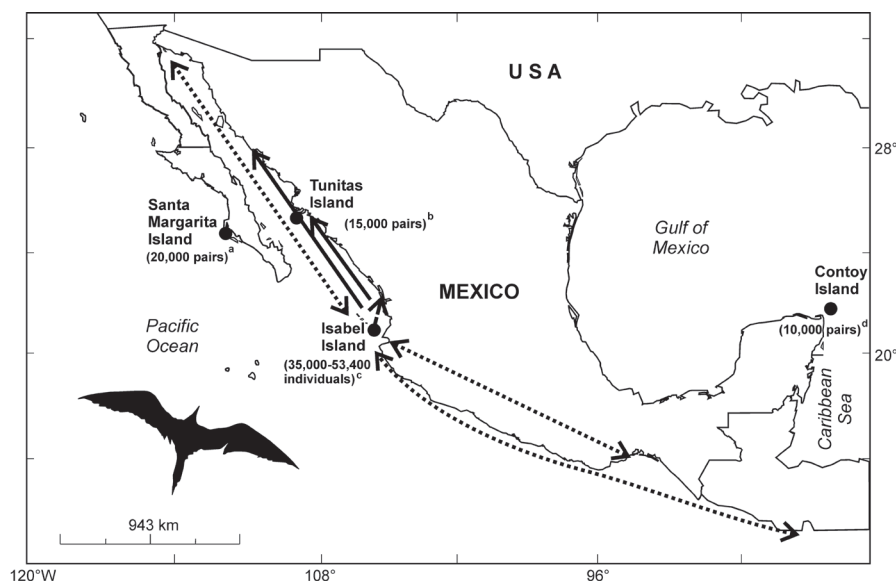 U S A
28°
Tunitas
Island
(15,000 pairs)b
Santa
Margarita
Island
(20,000 pairs)a
Gulf of
Mexico
MEXICO
Contoy
Island
(10,000 pairs)d
Pacific
Ocean
Isabel
Island
(35,000-53,400
individuals)c
20°
Caribbean
Sea
943 km
120°W
108°
96°